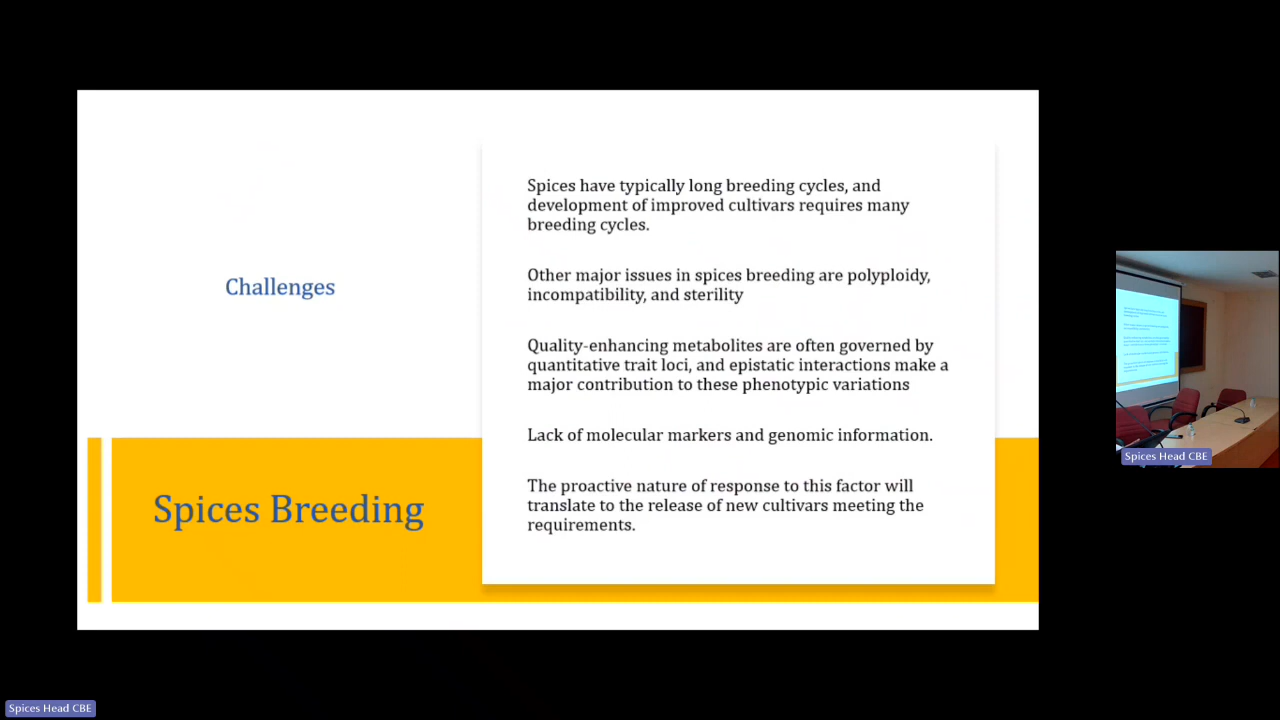 Challenges
Spices Breeding
Spices have typically long breeding cycles, and
development of improved cultivars requires many
breeding cycles.
Other major issues in spices breeding are polyploidy,
incompatibility, and sterility
Quality-enhancing metabolites are often governed by
quantitative trait loci, and epistatic interactions make a
major contribution to these phenotypic variations
Lack of molecular markers and genomic information.
The proactive nature of response to this factor will
translate to the release of new cultivars meeting the
requirements.
Spices Head CBE
Spices Head CBE